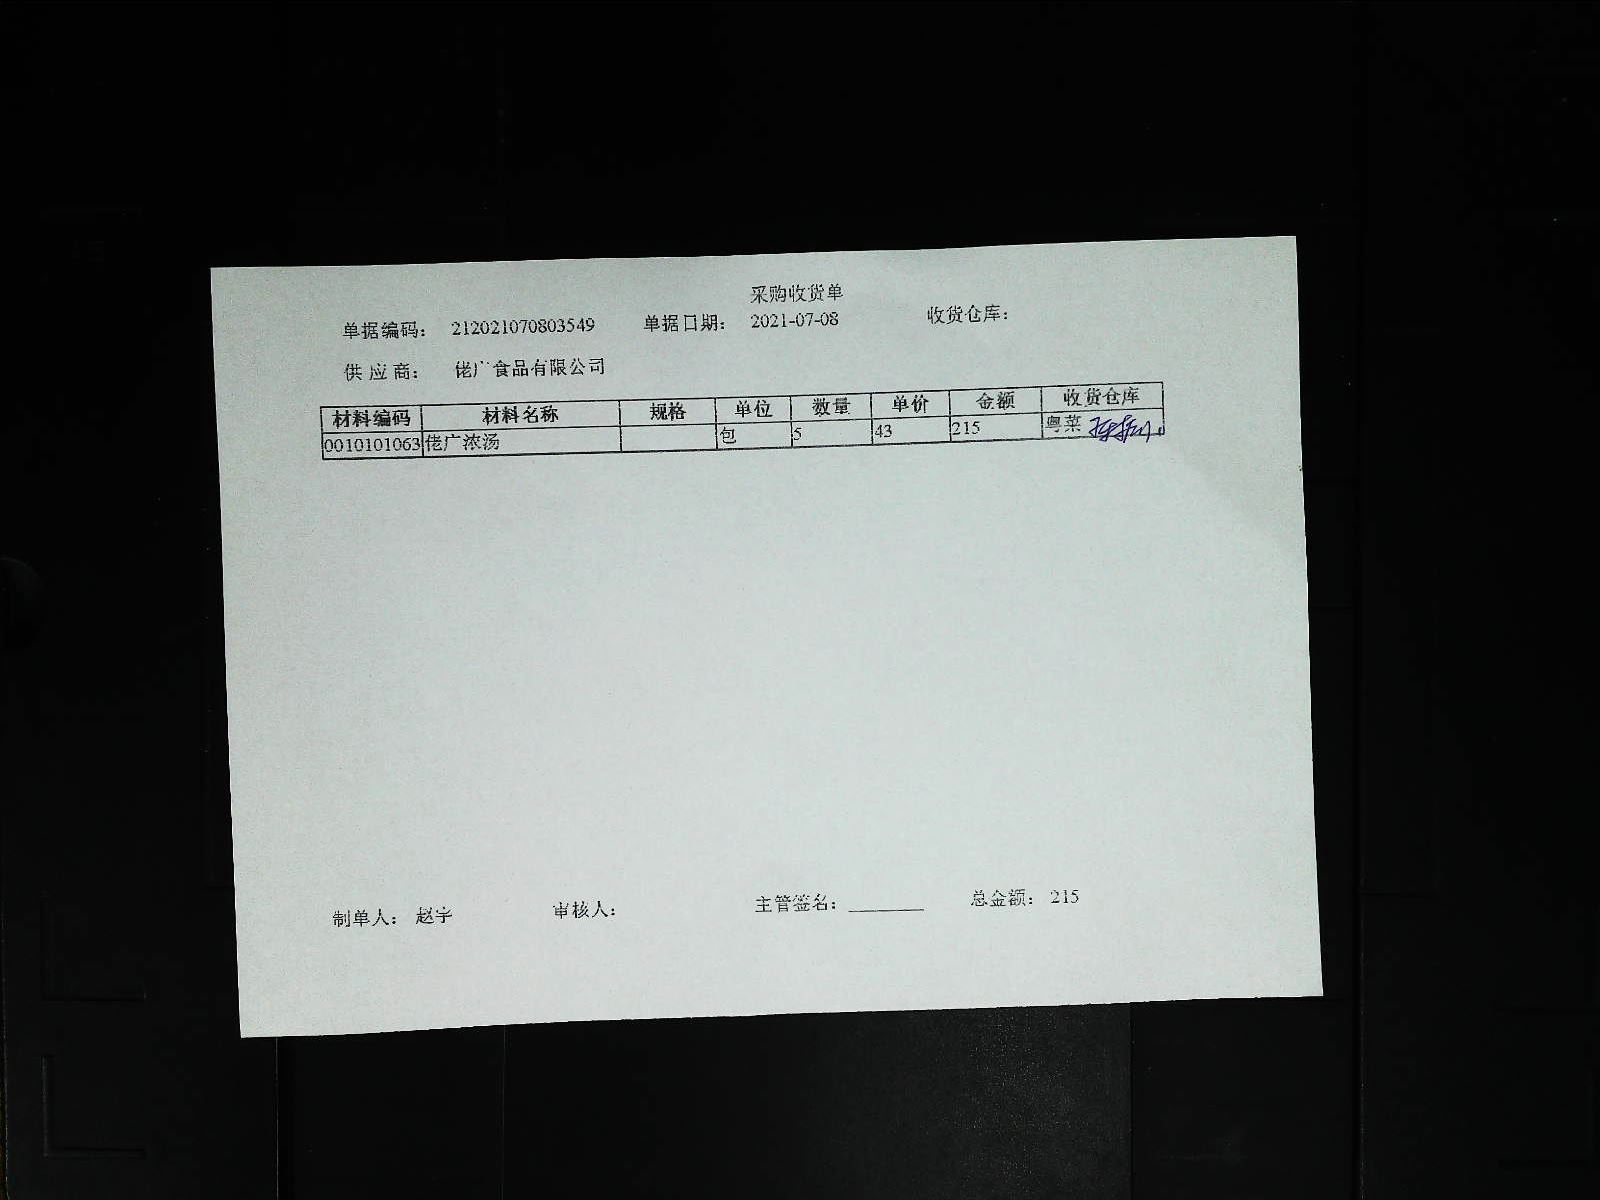 采购收货单
单据编码: 212021070803549 单据日期: 2021-07-08 收货仓库:
供应商: 佬广食品有限公司
材料编码 材料名称 规格 单位 数量 单价 金额 收货仓库
0010101063 佬广浓汤 包 5 43 215 粤菜
制单人: 赵宇 审核人: 主管签名: ________ 总金额: 215